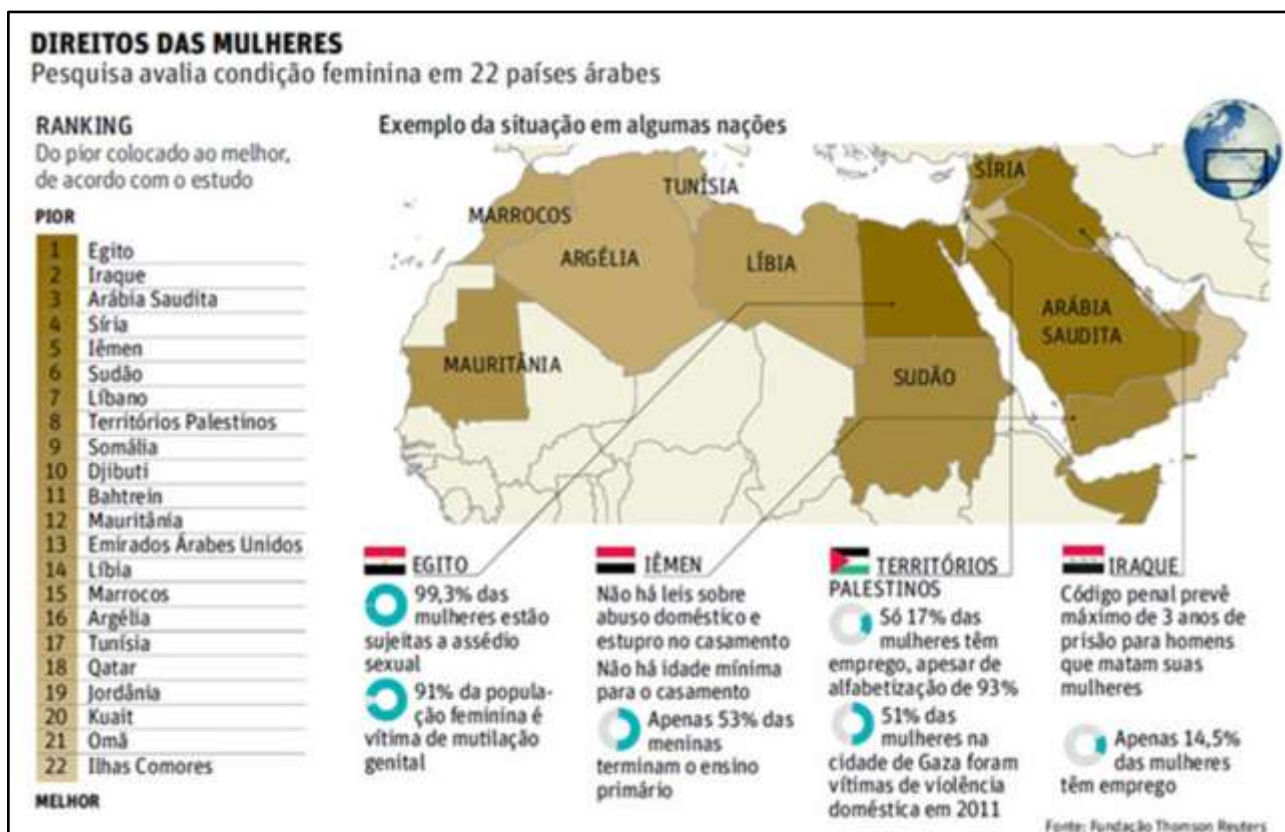 DIREITOS DAS MULHERES
Pesquisa avalia condição feminina em 22 países árabes
RANKING
Do pior colocado ao melhor,
de acordo com o estudo
PIOR
1 Egito
2 Iraque
3 Arábia Saudita
4 Síria
5 Iêmen
6 Sudão
7 Líbano
8 Territórios Palestinos
9 Somália
10 Djibuti
11 Bahtrein
12 Mauritânia
13 Emirados Árabes Unidos
14 Líbia
15 Marrocos
16 Argélia
17 Tunísia
18 Qatar
19 Jordânia
20 Kuait
21 Omã
22 Ilhas Comores
MELHOR
Exemplo da situação em algumas nações
SÍRIA
TUNÍSIA
MARROCOS
ARGÉLIA
LÍBIA
ARÁBIA
SAUDITA
MAURITÂNIA
SUDÃO
EGITO
99,3% das
mulheres estão
sujeitas a assédio
sexual
91% da popula-
ção feminina é
vítima de mutilação
genital
IÊMEN
Não há leis sobre
abuso doméstico e
estupro no casamento
Não há idade mínima
para o casamento
Apenas 53% das
meninas
terminam o ensino
primário
TERRITÓRIOS
PALESTINOS
Só 17% das
mulheres têm
emprego, apesar de
alfabetização de 93%
51% das
mulheres na
cidade de Gaza foram
vítimas de violência
doméstica em 2011
IRAQUE
Código penal prevê
máximo de 3 anos de
prisão para homens
que matam suas
mulheres
Apenas 14,5%
das mulheres
têm emprego
Fonte: Fundação Thomson Reuters